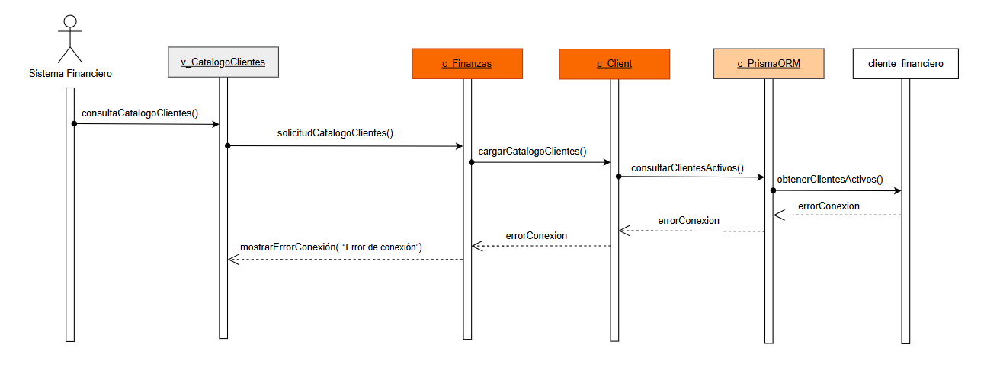 Sistema Financiero
v_CatalogoClientes
c_Finanzas
c_Client
c_PrismaORM
cliente_financiero
consultaCatalogoClientes()
solicitudCatalogoClientes()
cargarCatalogoClientes()
consultarClientesActivos()
obtenerClientesActivos()
errorConexion
errorConexion
errorConexion
mostrarErrorConexión( “Error de conexión”)